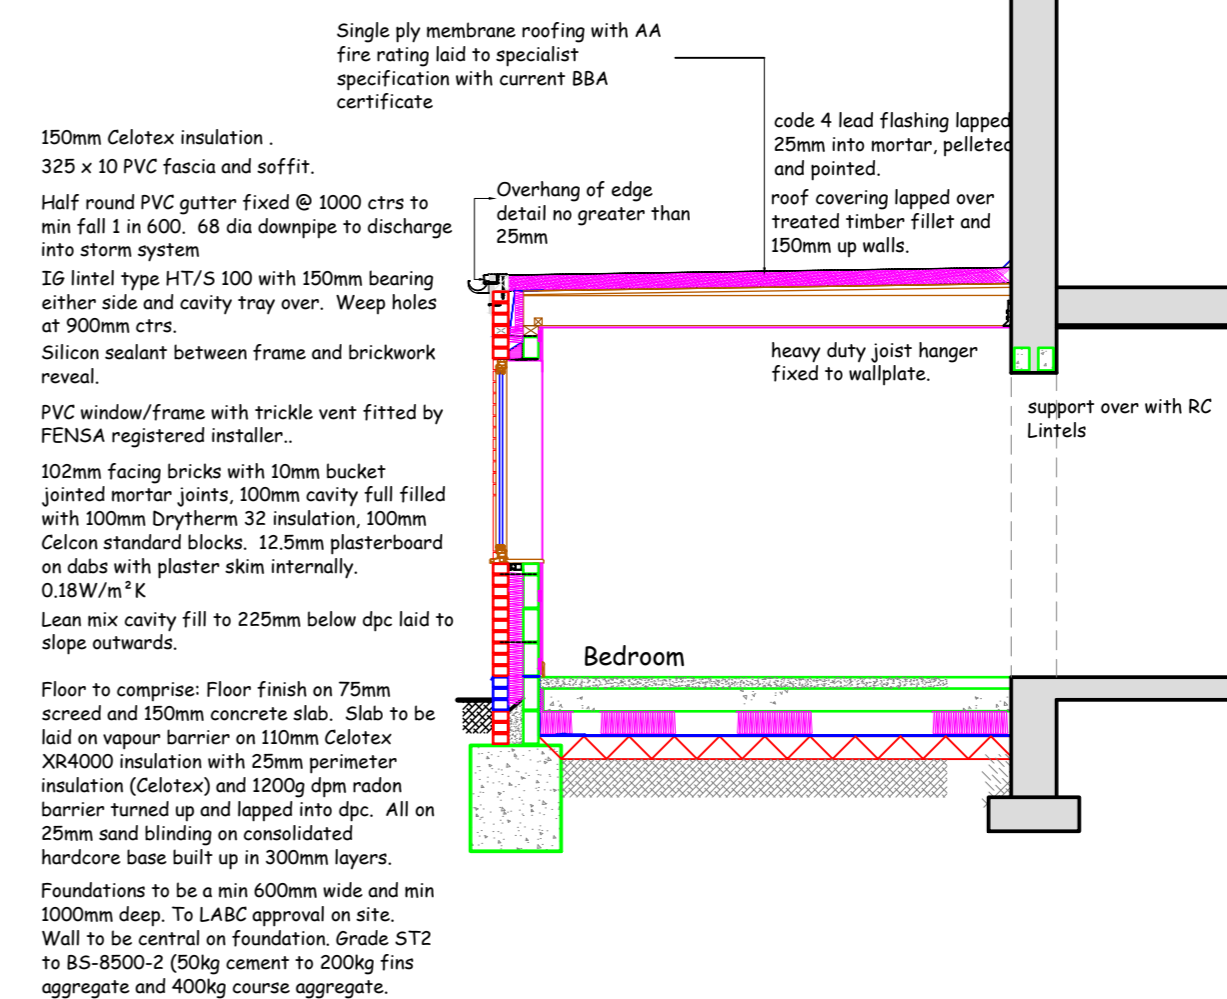 Single ply membrane roofing with AA
fire rating laid to specialist
specification with current BBA
certificate
code 4 lead flashing lapped
25mm into mortar, pelleted
and pointed.
roof covering lapped over
treated timber fillet and
150mm up walls.
Overhang of edge
detail no greater than
25mm
150mm Celotex insulation .
325 x 10 PVC fascia and soffit.
Half round PVC gutter fixed @ 1000 ctrs to
min fall 1 in 600.  68 dia downpipe to discharge
into storm system
IG lintel type HT/S 100 with 150mm bearing
either side and cavity tray over.  Weep holes
at 900mm ctrs.
Silicon sealant between frame and brickwork
reveal.
PVC window/frame with trickle vent fitted by
FENSA registered installer..
102mm facing bricks with 10mm bucket
jointed mortar joints, 100mm cavity full filled
with 100mm Drytherm 32 insulation, 100mm
Celcon standard blocks.  12.5mm plasterboard
on dabs with plaster skim internally.
0.18W/m²K
Lean mix cavity fill to 225mm below dpc laid to
slope outwards.
Floor to comprise: Floor finish on 75mm
screed and 150mm concrete slab.  Slab to be
laid on vapour barrier on 110mm Celotex
XR4000 insulation with 25mm perimeter
insulation (Celotex) and 1200g dpm radon
barrier turned up and lapped into dpc.  All on
25mm sand blinding on consolidated
hardcore base built up in 300mm layers.
Foundations to be a min 600mm wide and min
1000mm deep. To LABC approval on site.
Wall to be central on foundation. Grade ST2
to BS-8500-2 (50kg cement to 200kg fins
aggregate and 400kg course aggregate.
heavy duty joist hanger
fixed to wallplate.
support over with RC
Lintels
Bedroom